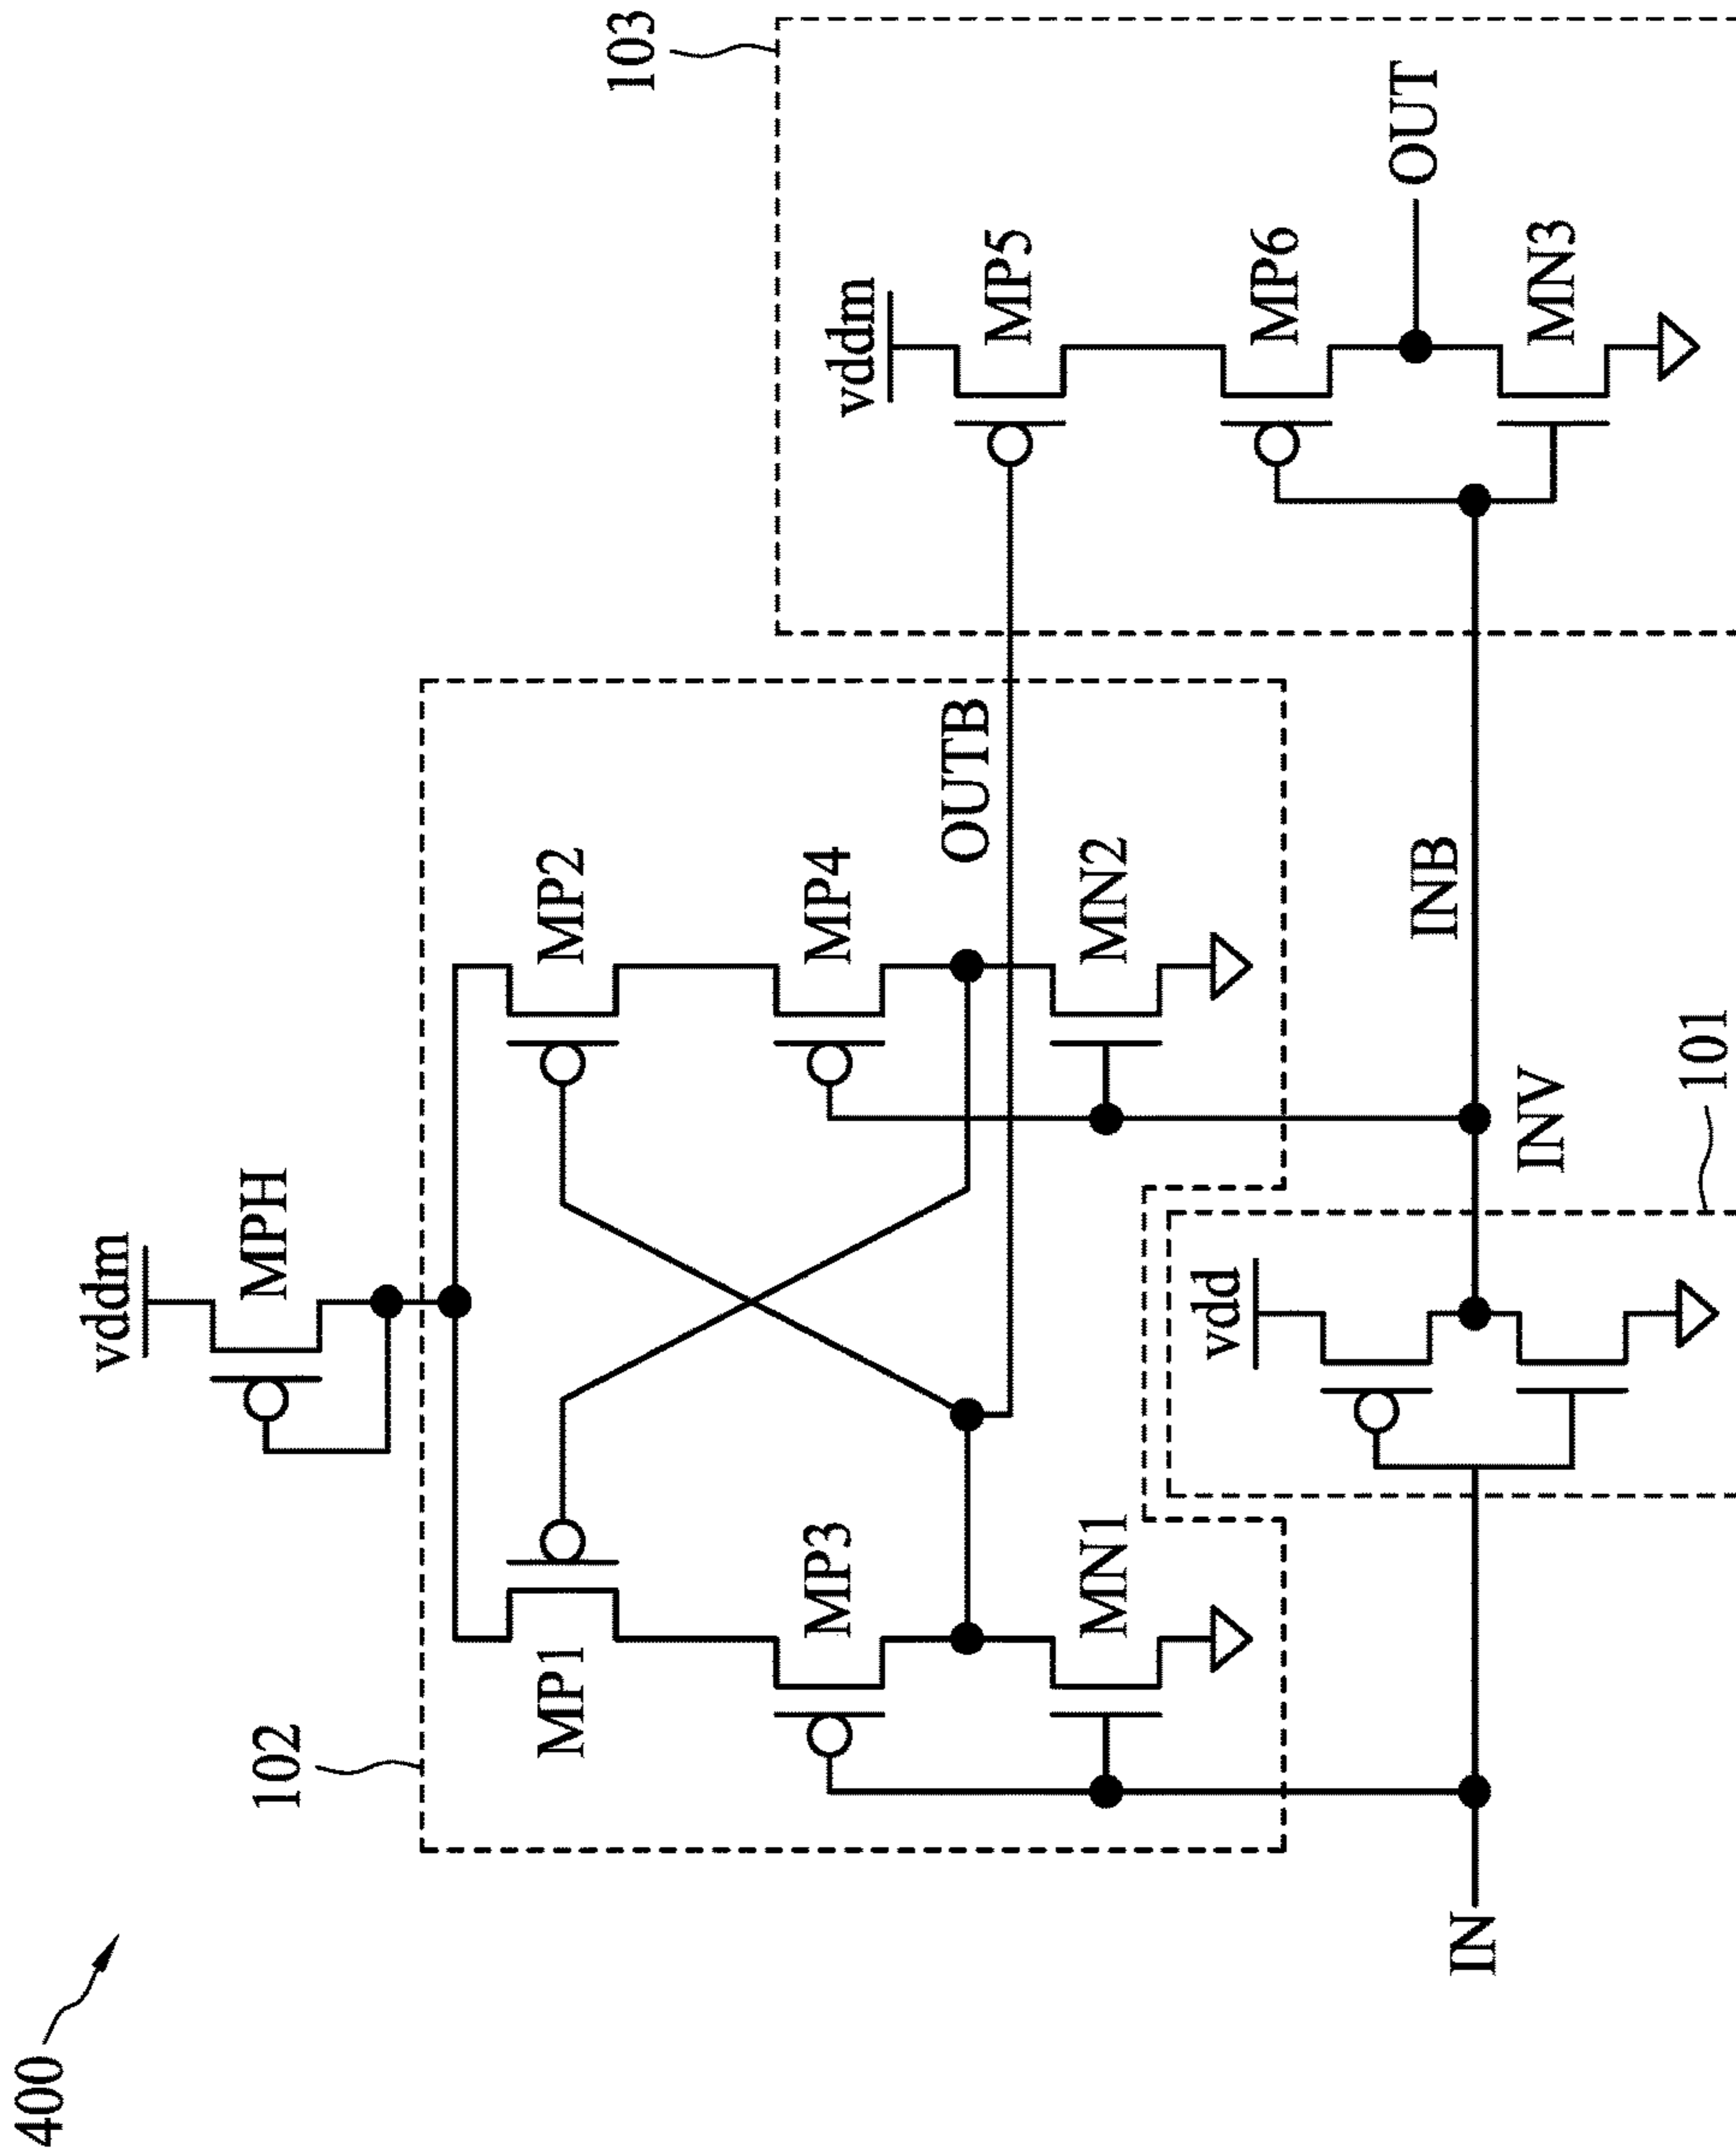 400
vddm
MPH
102
MP1
MP2
MP3
MP4
MN1
MN2
OUTB
103
vddm
MP5
MP6
OUT
MN3
IN
vdd
INV
INB
101